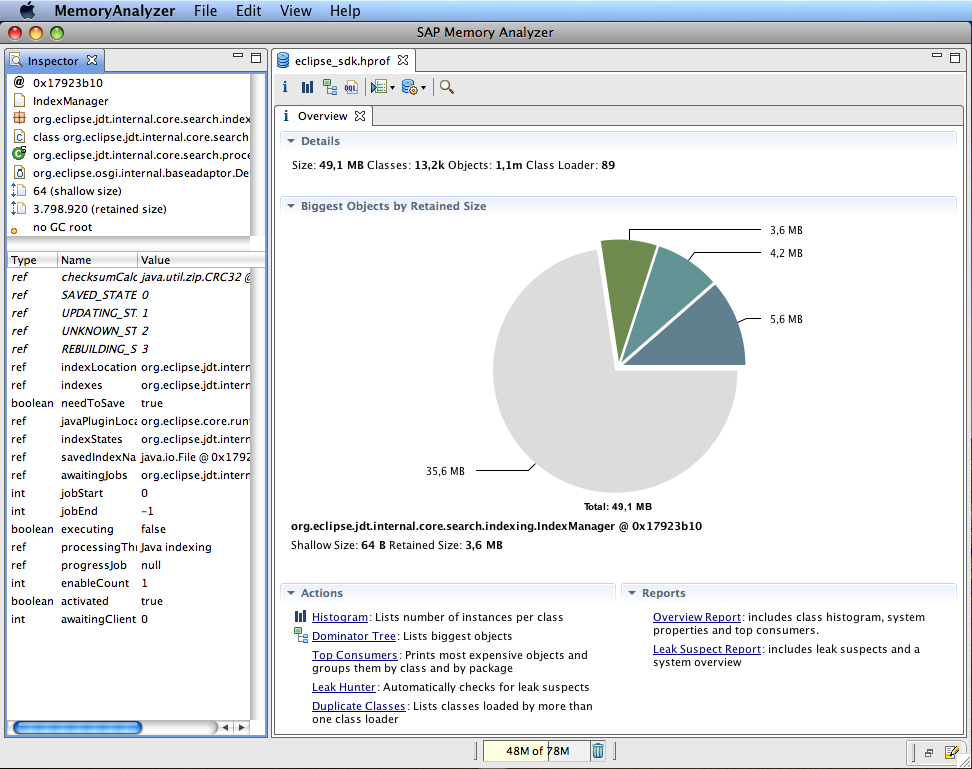 MemoryAnalyzer File Edit View Help
SAP Memory Analyzer
Inspector
@ 0x17923b10
IndexManager
org.eclipse.jdt.internal.core.search.index
class org.eclipse.jdt.internal.core.search
org.eclipse.jdt.internal.core.search.proce
org.eclipse.osgi.internal.baseadaptor.De
64 (shallow size)
3.798.920 (retained size)
no GC root
Type Name Value
ref checksumCalc java.util.zip.CRC32 @
ref SAVED_STATE 0
ref UPDATING_ST. 1
ref UNKNOWN_ST 2
ref REBUILDING_S 3
ref indexLocation org.eclipse.jdt.intern
ref indexes org.eclipse.jdt.intern
boolean needToSave true
ref javaPluginLoca org.eclipse.core.runt
ref indexStates org.eclipse.jdt.intern
ref savedIndexNa java.io.File @ 0x1792
ref awaitingJobs org.eclipse.jdt.intern
int jobStart 0
int jobEnd -1
boolean executing false
ref processingThr Java indexing
ref progressJob null
int enableCount 1
boolean activated true
int awaitingClient 0
eclipse_sdk.hprof
i OQL
i Overview
Details
Size: 49,1 MB Classes: 13,2k Objects: 1,1m Class Loader: 89
Biggest Objects by Retained Size
3,6 MB
4,2 MB
5,6 MB
35,6 MB
Total: 49,1 MB
org.eclipse.jdt.internal.core.search.indexing.IndexManager @ 0x17923b10
Shallow Size: 64 B Retained Size: 3,6 MB
Actions
Histogram: Lists number of instances per class
Dominator Tree: Lists biggest objects
Top Consumers: Prints most expensive objects and
groups them by class and by package
Leak Hunter: Automatically checks for leak suspects
Duplicate Classes: Lists classes loaded by more than
one class loader
Reports
Overview Report: includes class histogram, system
properties and top consumers.
Leak Suspect Report: includes leak suspects and a
system overview
48M of 78M